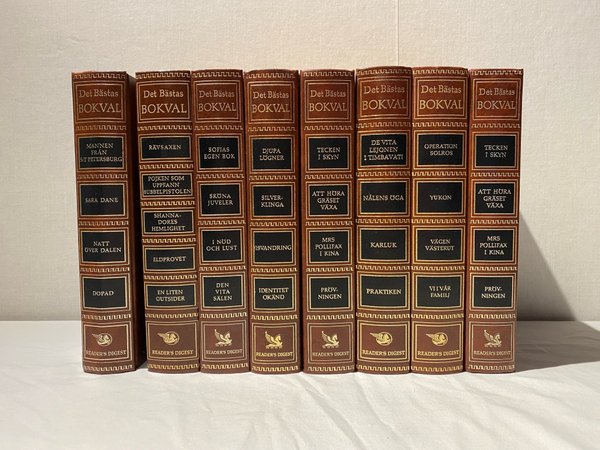 Det Bästas
BOKVAL
MANNEN
FRÅN
ST PETERSBURG
SARA DANE
NATT
ÖVER DALEN
DOPAD
READER'S DIGEST
Det Bästas
BOKVAL
RÄVSAXEN
POJKEN SOM
UPPFANN
BUBBELPISTOLEN
SHANNA-
DORES
HEMLIGHET
ELDPROVET
EN LITEN
OUTSIDER
READER'S DIGEST
Det Bästas
BOKVAL
SOFIAS
EGEN BOK
SKÖNA
JUVELER
I NÖD
OCH LUST
DEN
VITA
SÄLEN
READER'S DIGEST
Det Bästas
BOKVAL
DJUPA
LÖGNER
SILVER-
KLINGA
ISVANDRING
IDENTITET
OKÄND
READER'S DIGEST
Det Bästas
BOKVAL
TECKEN
I SKYN
ATT HÖRA
GRÄSET
VÄXA
MRS
POLLIFAX
I KINA
PRÖV-
NINGEN
READER'S DIGEST
Det Bästas
BOKVAL
DE VITA
LEJONEN
I TIMBAVATI
NÅLENS ÖGA
KARLUK
PRAKTIKEN
READER'S DIGEST
Det Bästas
BOKVAL
OPERATION
SOLROS
YUKON
VÄGEN
VÄSTERUT
VI I VÅR
FAMILJ
READER'S DIGEST
Det Bästas
BOKVAL
TECKEN
I SKYN
ATT HÖRA
GRÄSET
VÄXA
MRS
POLLIFAX
I KINA
PRÖV-
NINGEN
READER'S DIGEST